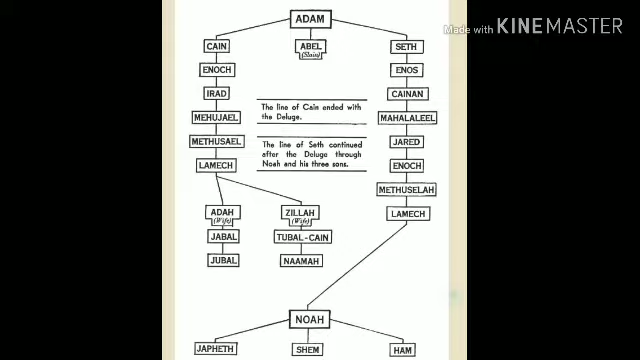 ADAM
Made with KINEMASTER
CAIN
ABEL
(Slain)
SETH
ENOCH
ENOS
IRAD
CAINAN
The line of Cain ended with
the Deluge.
MEHUJAEL
MAHALALEEL
METHUSAEL
JARED
The line of Seth continued
after the Deluge through
Noah and his three sons.
LAMECH
ENOCH
METHUSELAH
ADAH
(Wife)
ZILLAH
(Wife)
LAMECH
JABAL
TUBAL-CAIN
JUBAL
NAAMAH
NOAH
JAPHETH
SHEM
HAM